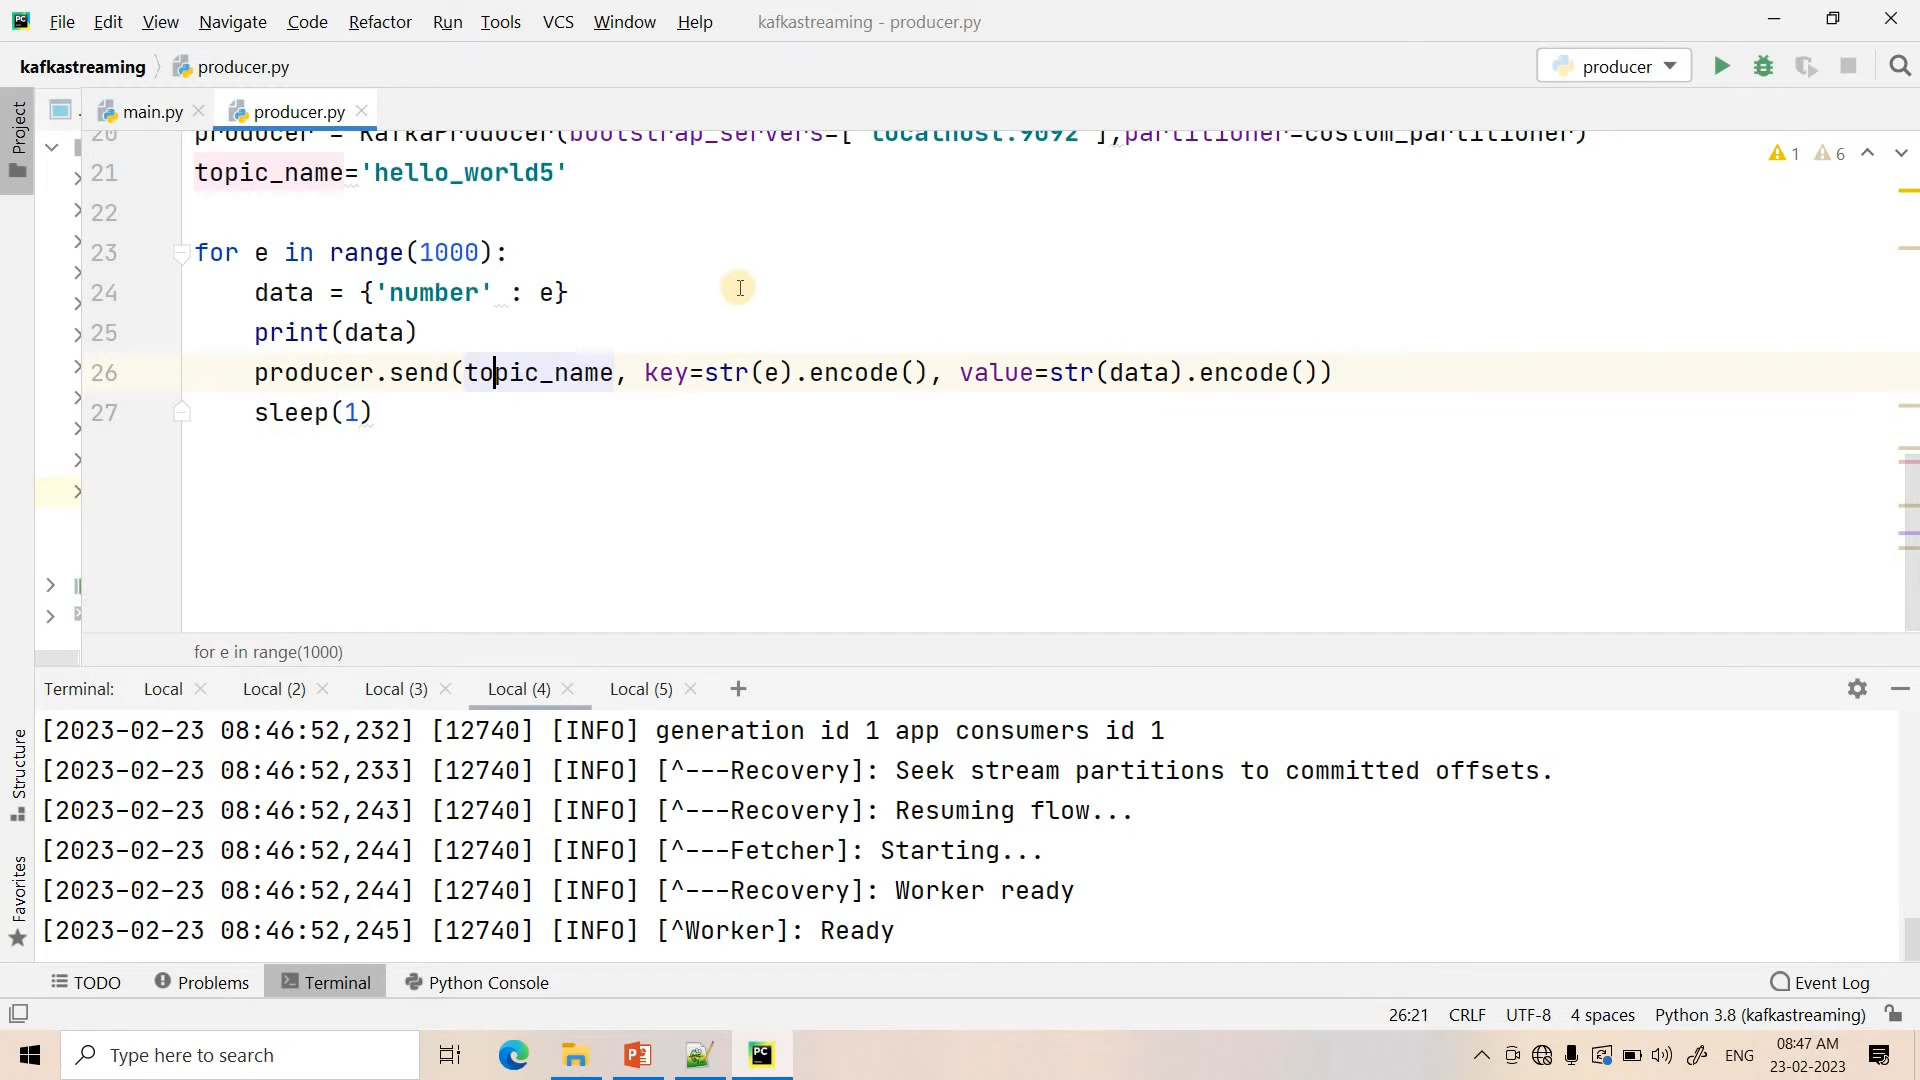 File Edit View Navigate Code Refactor Run Tools VCS Window Help kafkastreaming - producer.py
kafkastreaming producer.py producer
Project
main.py producer.py
20 producer = KafkaProducer(bootstrap_servers=['localhost:9092'],partitioner=custom_partitioner)
21 topic_name='hello_world5'
1 6
22
23 for e in range(1000):
24 data = {'number' : e}
25 print(data)
26 producer.send(topic_name, key=str(e).encode(), value=str(data).encode())
27 sleep(1)
for e in range(1000)
Terminal: Local Local (2) Local (3) Local (4) Local (5) +
[2023-02-23 08:46:52,232] [12740] [INFO] generation id 1 app consumers id 1
[2023-02-23 08:46:52,233] [12740] [INFO] [^---Recovery]: Seek stream partitions to committed offsets.
[2023-02-23 08:46:52,243] [12740] [INFO] [^---Recovery]: Resuming flow...
[2023-02-23 08:46:52,244] [12740] [INFO] [^---Fetcher]: Starting...
[2023-02-23 08:46:52,244] [12740] [INFO] [^---Recovery]: Worker ready
[2023-02-23 08:46:52,245] [12740] [INFO] [^Worker]: Ready
Structure
Favorites
TODO Problems Terminal Python Console Event Log
26:21 CRLF UTF-8 4 spaces Python 3.8 (kafkastreaming)
Type here to search
ENG
08:47 AM
23-02-2023